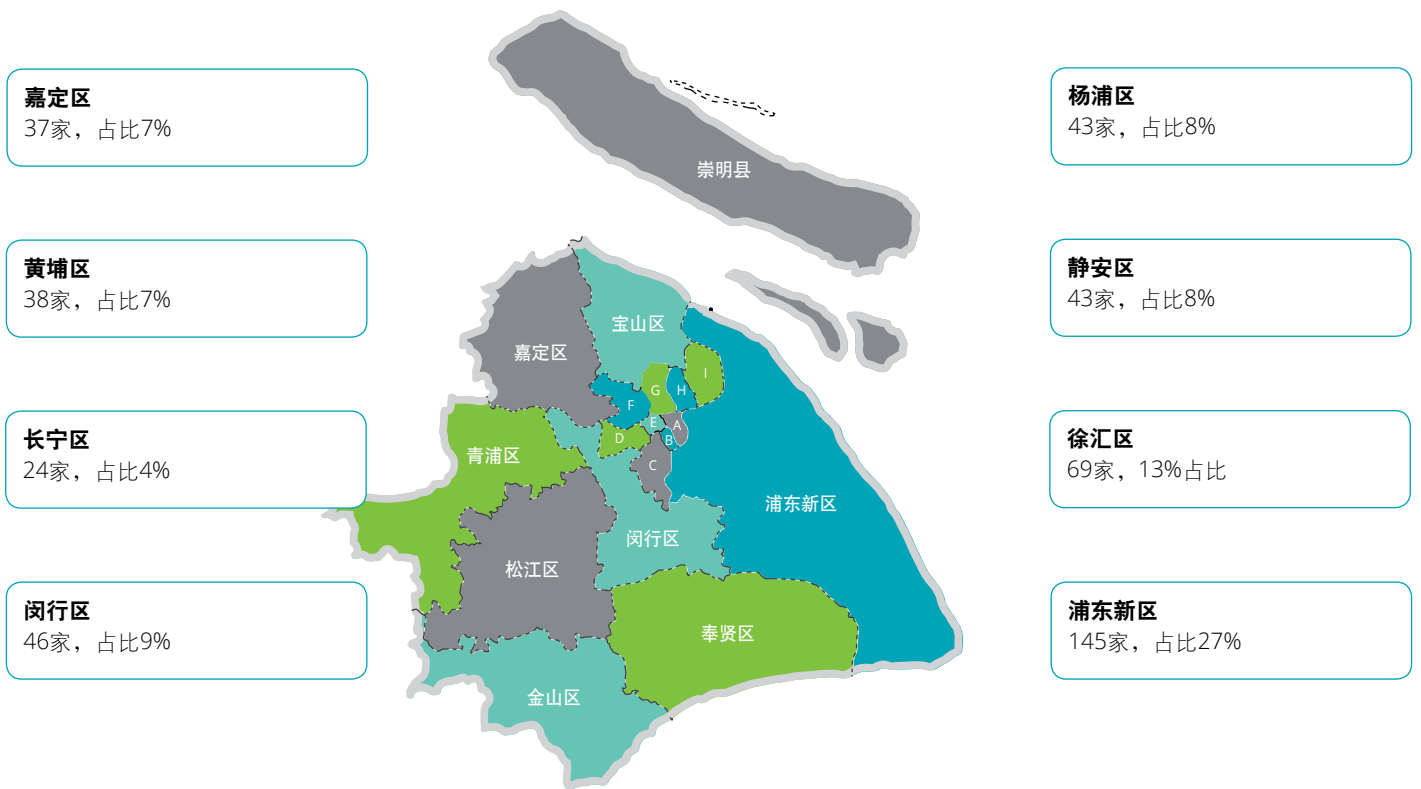 嘉定区
37家，占比7%
黄埔区
38家，占比7%
长宁区
24家，占比4%
闵行区
46家，占比9%
崇明县
宝山区
嘉定区
I
G
H
F
E
A
D
B
青浦区
C
浦东新区
闵行区
松江区
奉贤区
金山区
杨浦区
43家，占比8%
静安区
43家，占比8%
徐汇区
69家，13%占比
浦东新区
145家，占比27%